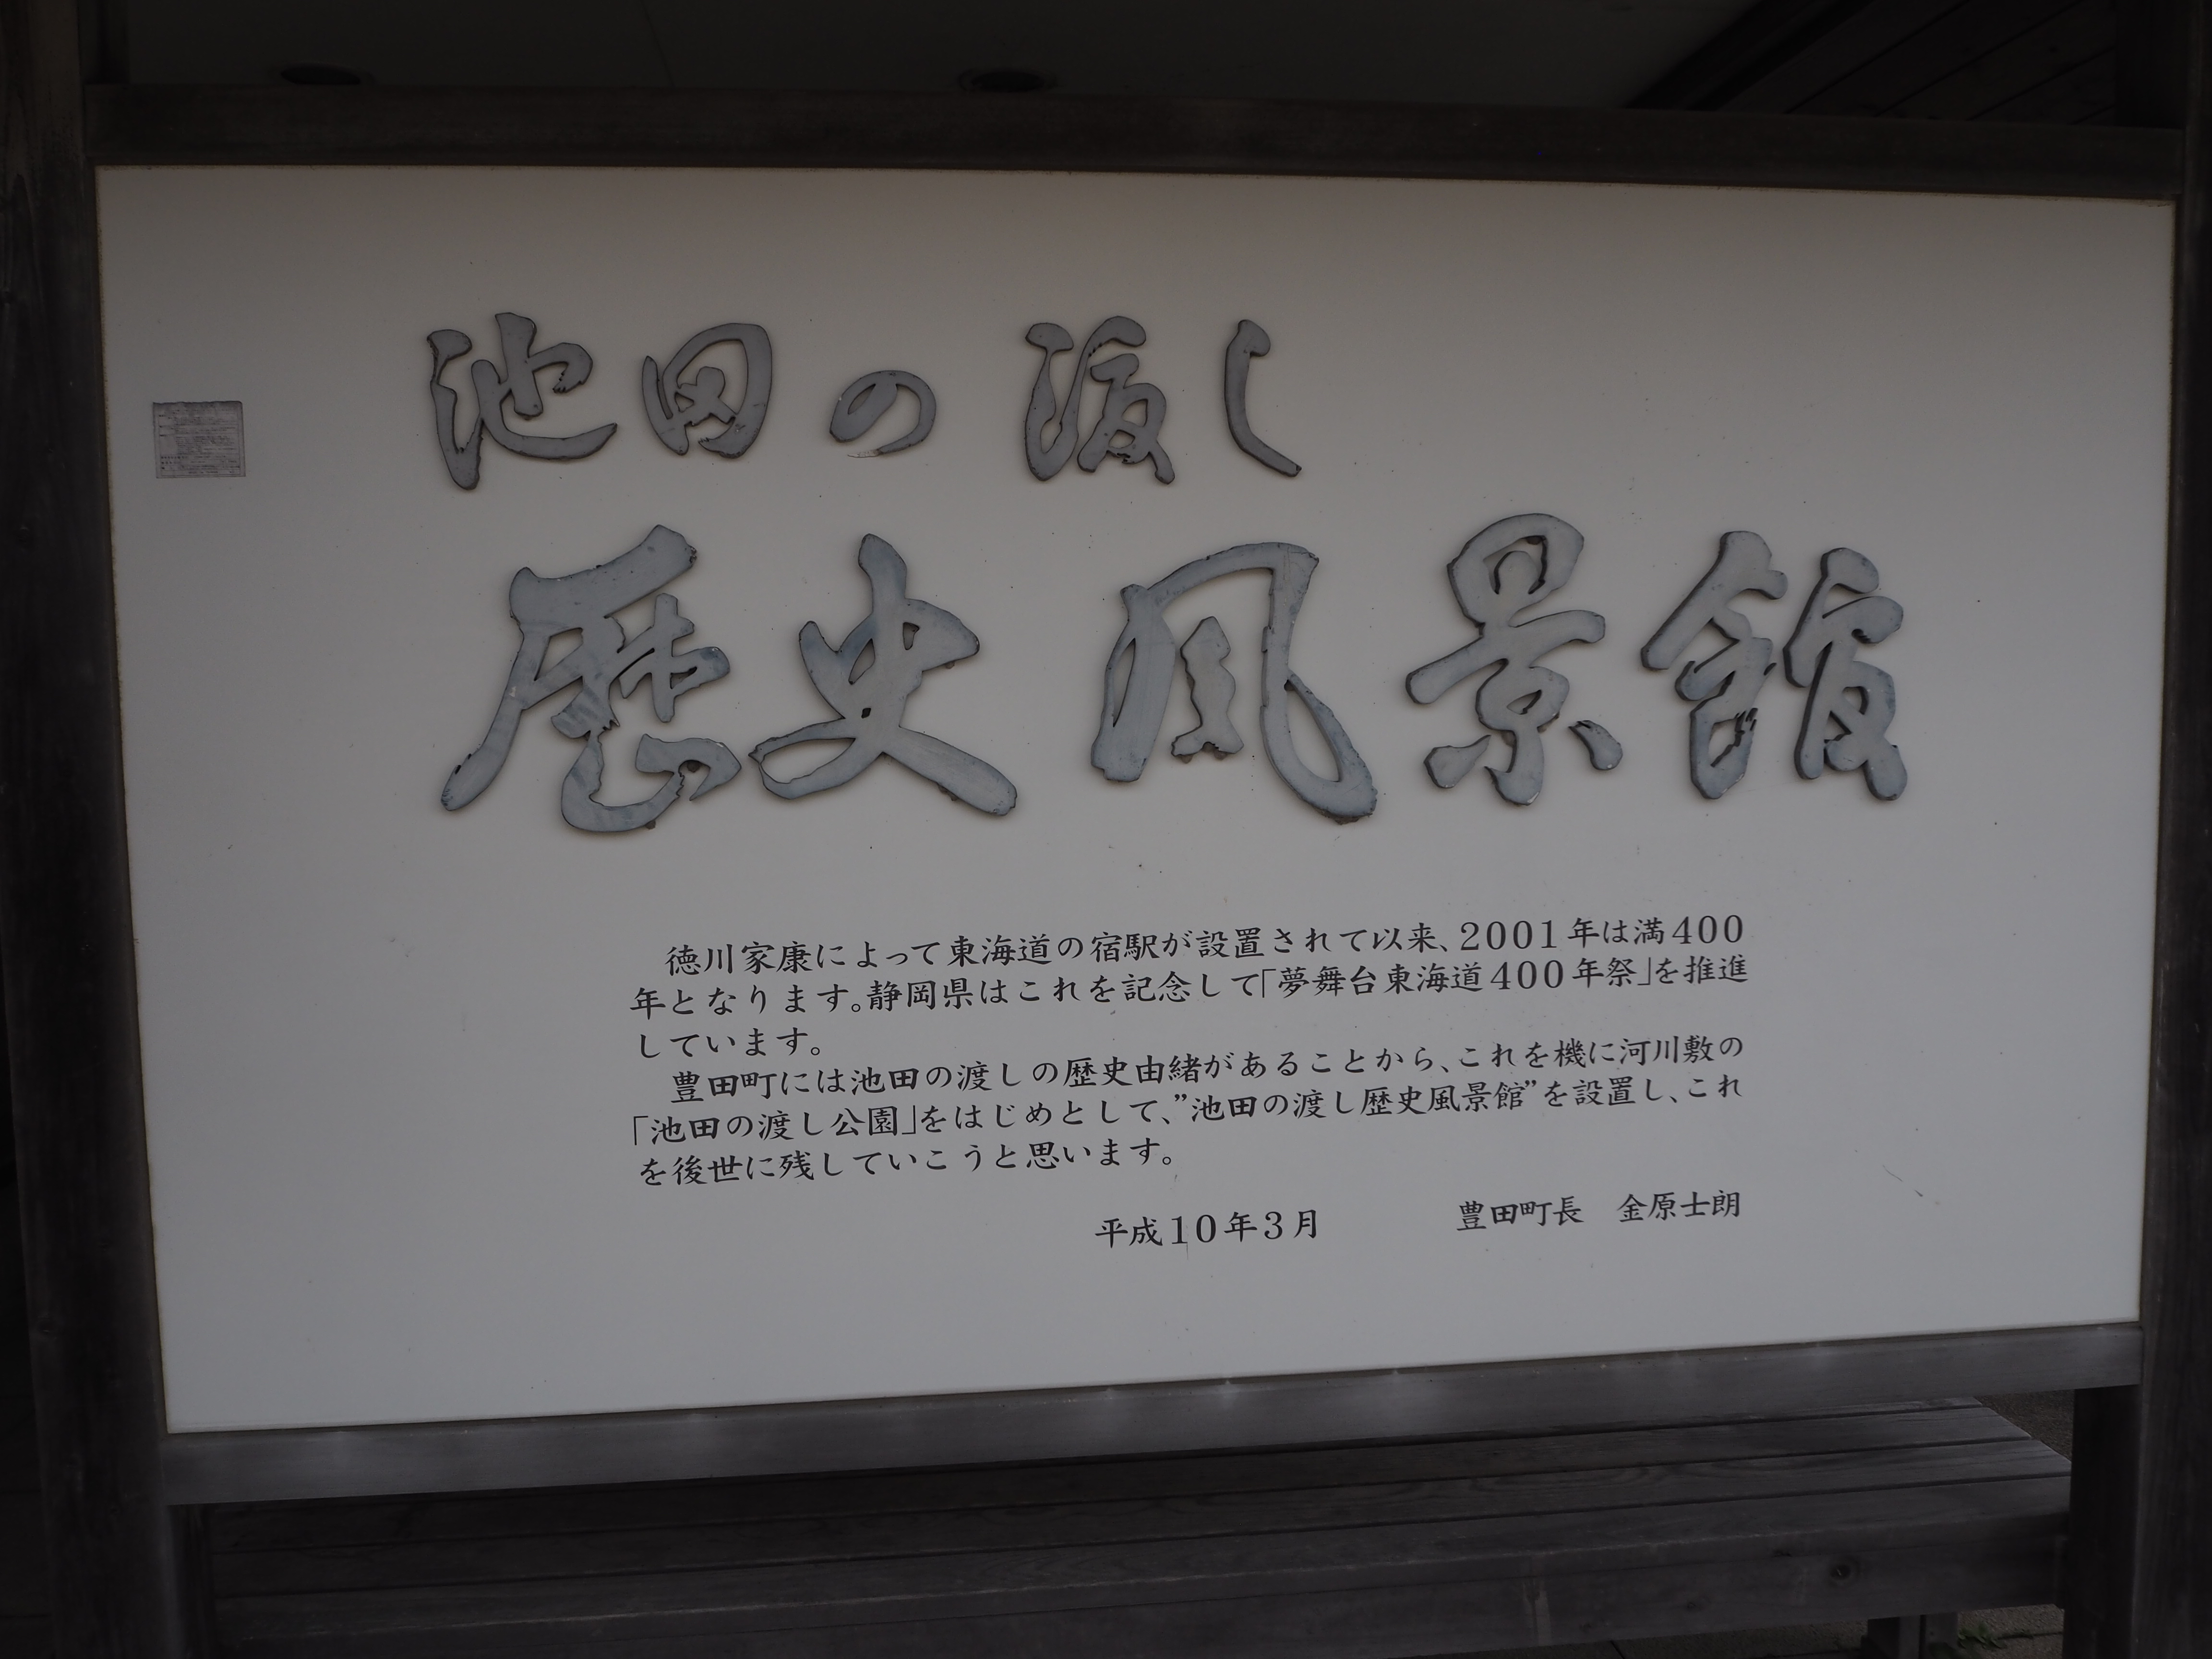 池田の渡し
歴史風景館
徳川家康によって東海道の宿駅が設置されて以来、2001年は満400
年となります。静岡県はこれを記念して「夢舞台東海道400年祭」を推進
しています。
豊田町には池田の渡しの歴史由緒があることから、これを機に河川敷の
「池田の渡し公園」をはじめとして、”池田の渡し歴史風景館”を設置し、これ
を後世に残していこうと思います。
平成10年3月　豊田町長　金原士朗